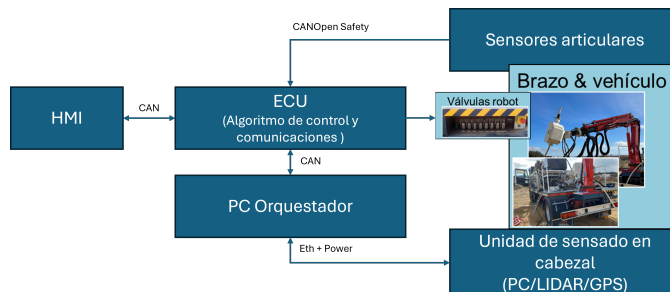 CANOpen Safety
Sensores articulares
Brazo & vehículo
HMI
CAN
ECU
(Algoritmo de control y
comunicaciones )
Válvulas robot
CAN
PC Orquestador
Eth + Power
Unidad de sensado en
cabezal
(PC/LIDAR/GPS)